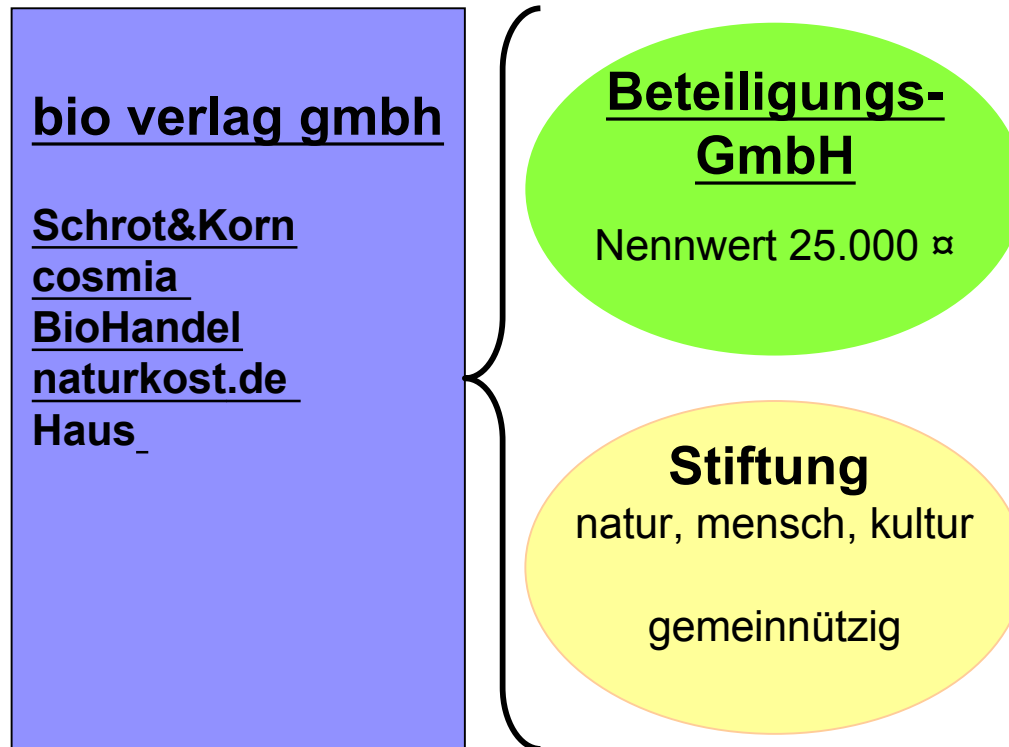 bio verlag gmbh
Schrot&Korn
cosmia
BioHandel
naturkost.de
Haus
Beteiligungs-
GmbH
Nennwert 25.000 ¤
Stiftung
natur, mensch, kultur
gemeinnützig